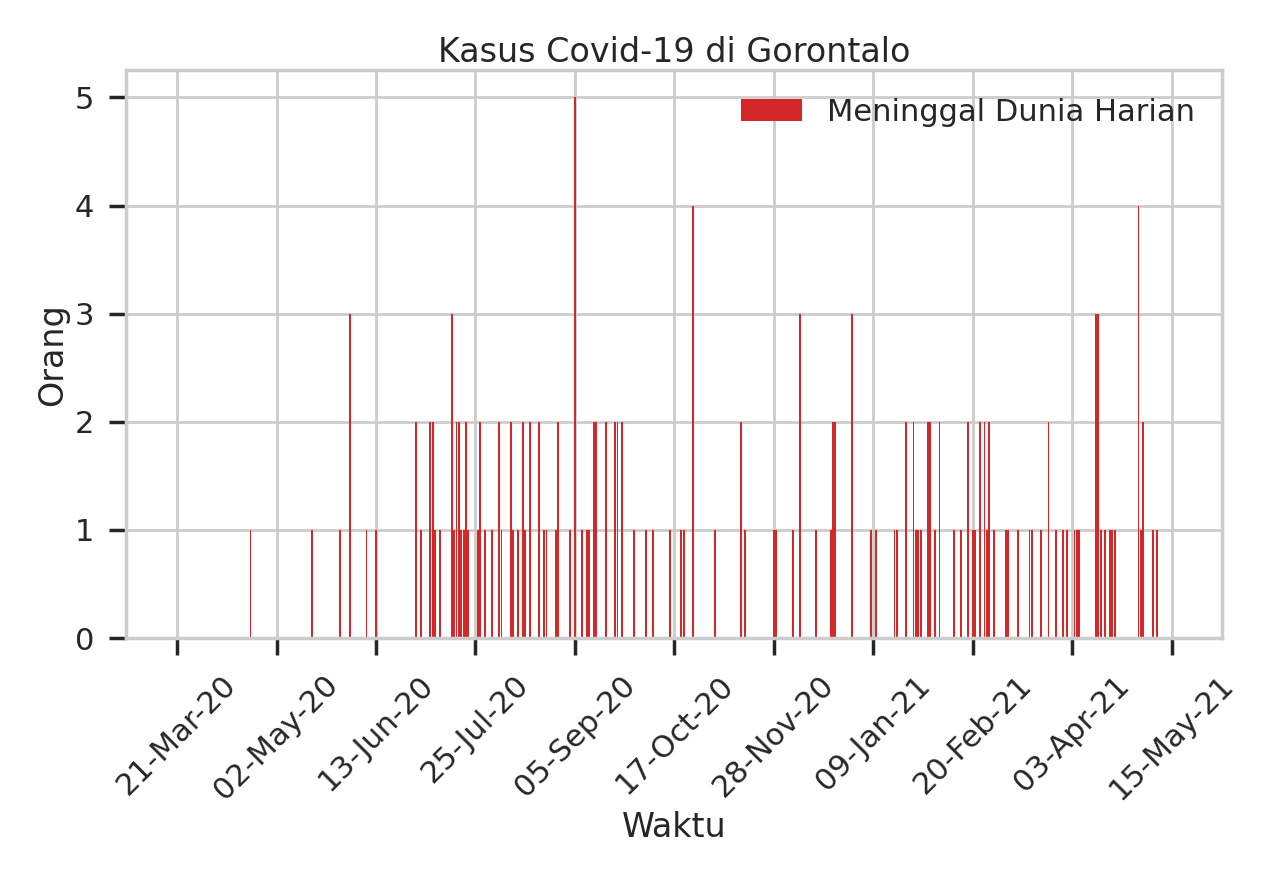 Kasus Covid-19 di Gorontalo
Meninggal Dunia Harian
Orang
5
4
3
2
1
0
21-Mar-20
02-May-20
13-Jun-20
25-Jul-20
05-Sep-20
17-Oct-20
28-Nov-20
09-Jan-21
20-Feb-21
03-Apr-21
15-May-21
Waktu